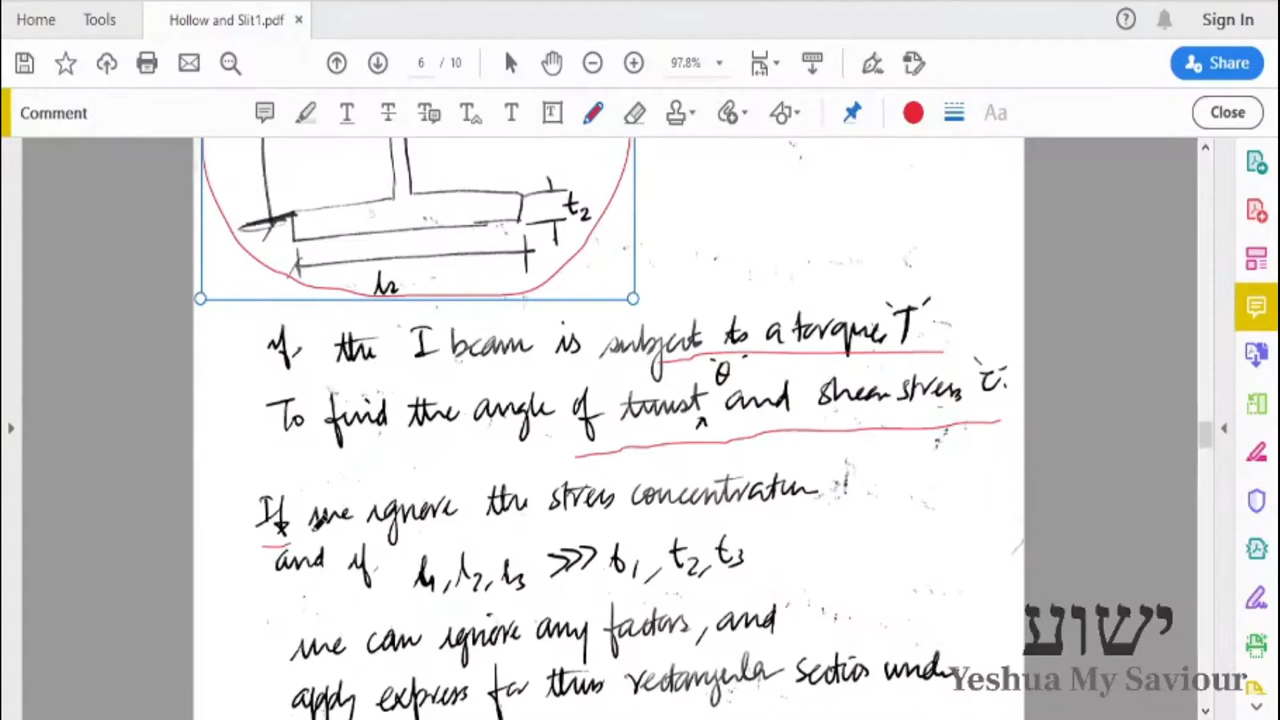 Home Tools Hollow and Slit1.pdf × Sign In
6 / 10 97.8% Share
Comment Aa Close
t2
l2
If the I beam is subject to a torque 'T'
'θ'
To find the angle of and shear stress 'τ'.
If we ignore the stress concentration
and if l1, l2, l3 >>> t1, t2, t3
we can ignore any factors, and
apply express for thin rectangular section under
ישוע
Yeshua My Saviour